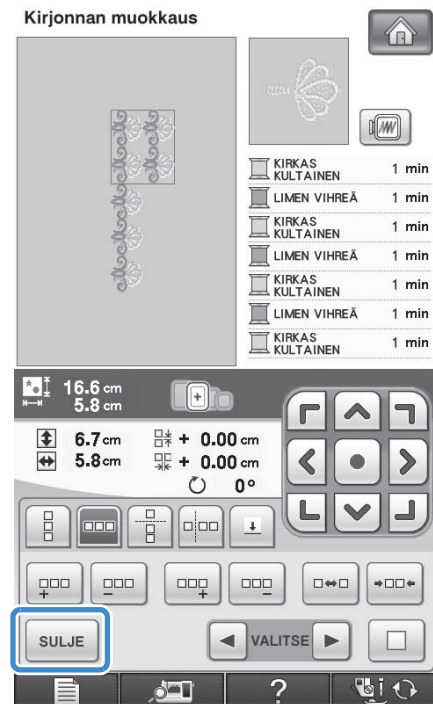 Kirjonnan muokkaus
KIRKAS
KULTAINEN
1 min
LIMEN VIHREÄ
1 min
KIRKAS
KULTAINEN
1 min
LIMEN VIHREÄ
1 min
KIRKAS
KULTAINEN
1 min
LIMEN VIHREÄ
1 min
KIRKAS
KULTAINEN
1 min
16.6 cm
5.8 cm
6.7 cm
+ 0.00 cm
5.8 cm
+ 0.00 cm
0°
SULJE
VALITSE
?